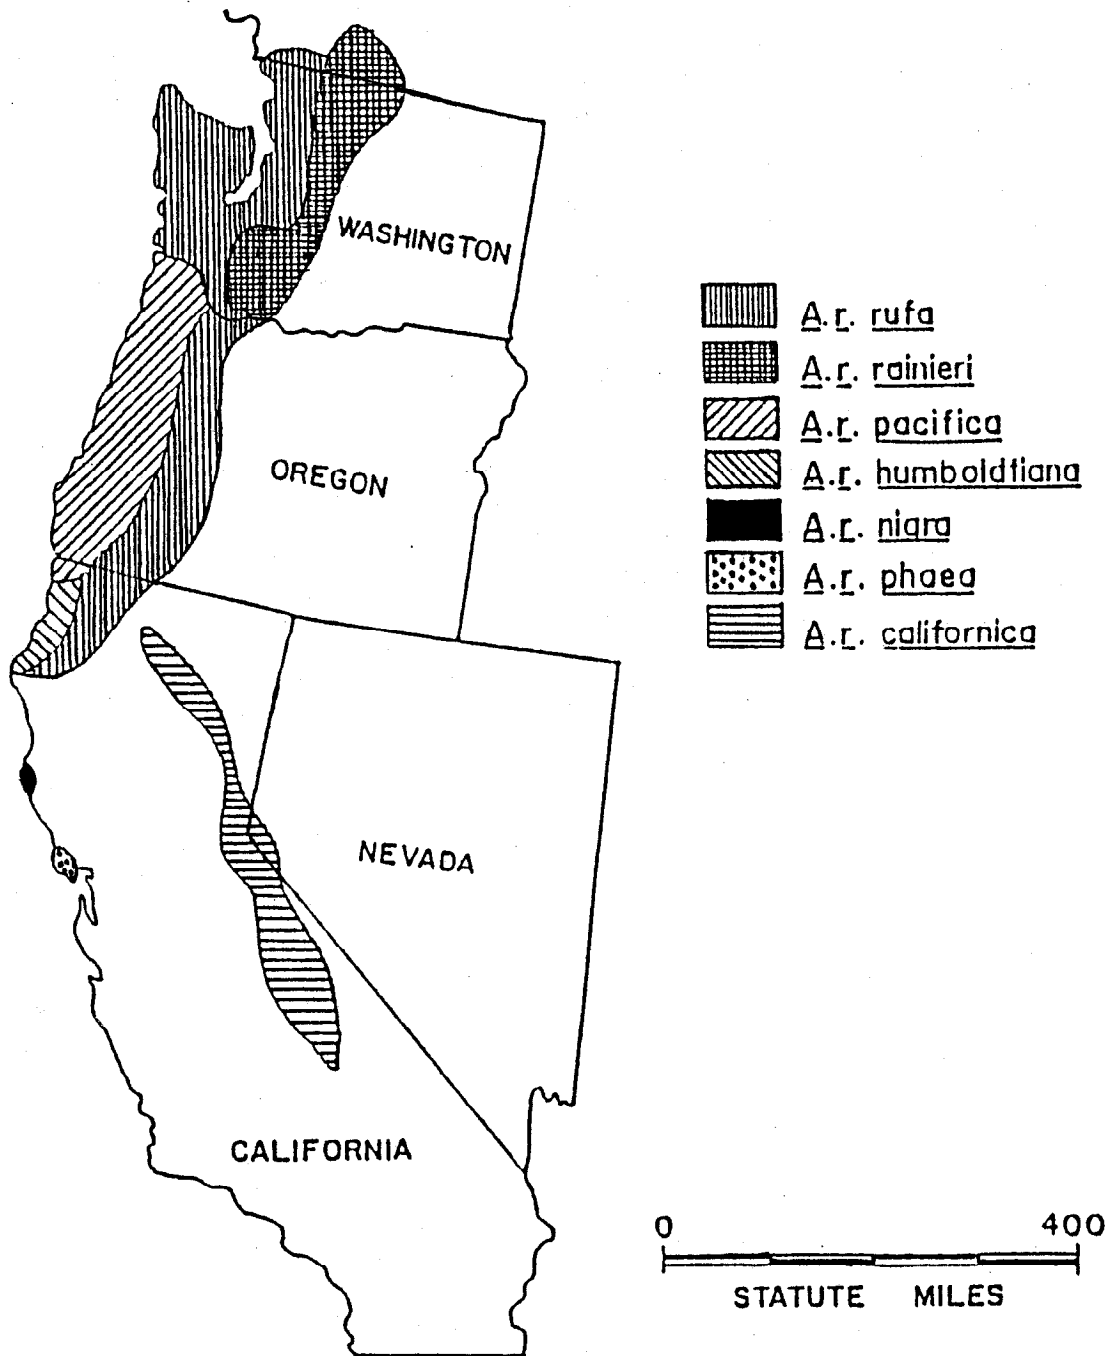 WASHINGTON
OREGON
NEVADA
CALIFORNIA
A.r. rufa
A.r. rainieri
A.r. pacifica
A.r. humboldtiana
A.r. nigra
A.r. phaea
A.r. californica
0 400
STATUTE MILES